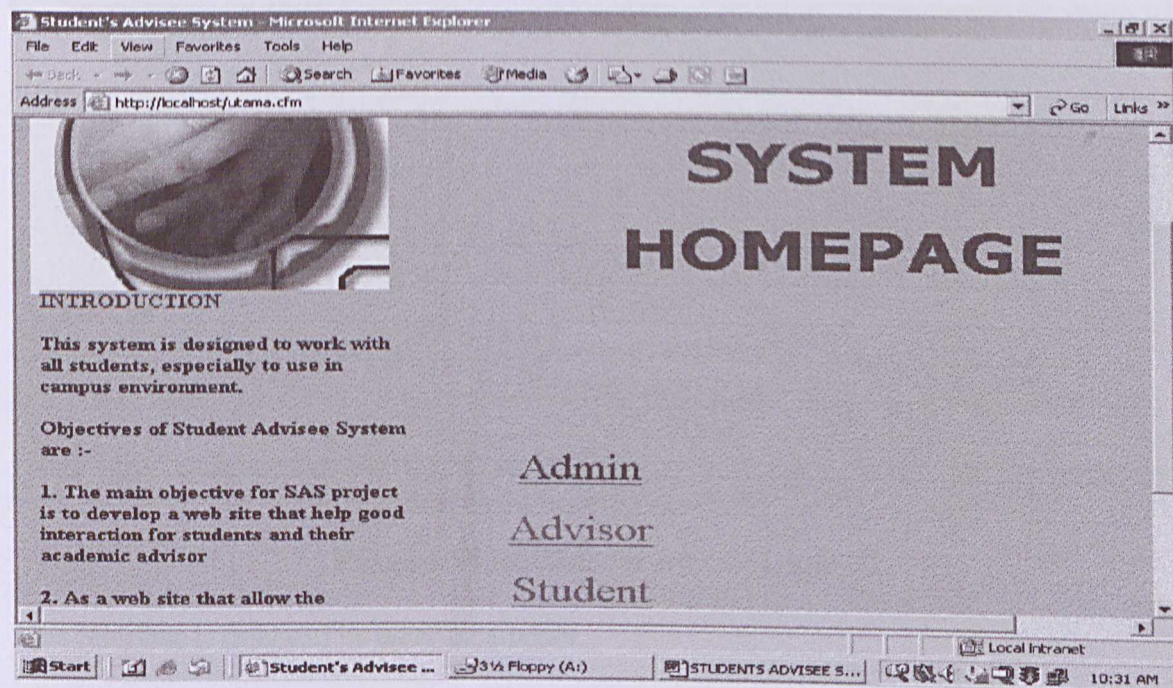 Student's Advisee System - Microsoft Internet Explorer
File Edit View Favorites Tools Help
Back Search Favorites Media
Address http://localhost/utama.cfm Go Links »
SYSTEM
HOMEPAGE
INTRODUCTION
This system is designed to work with
all students, especially to use in
campus environment.
Objectives of Student Advisee System
are :-
1. The main objective for SAS project
is to develop a web site that help good
interaction for students and their
academic advisor
2. As a web site that allow the
Admin
Advisor
Student
Local intranet
Start Student's Advisee ... 3½ Floppy (A:) STUDENTS ADVISEE S... 10:31 AM